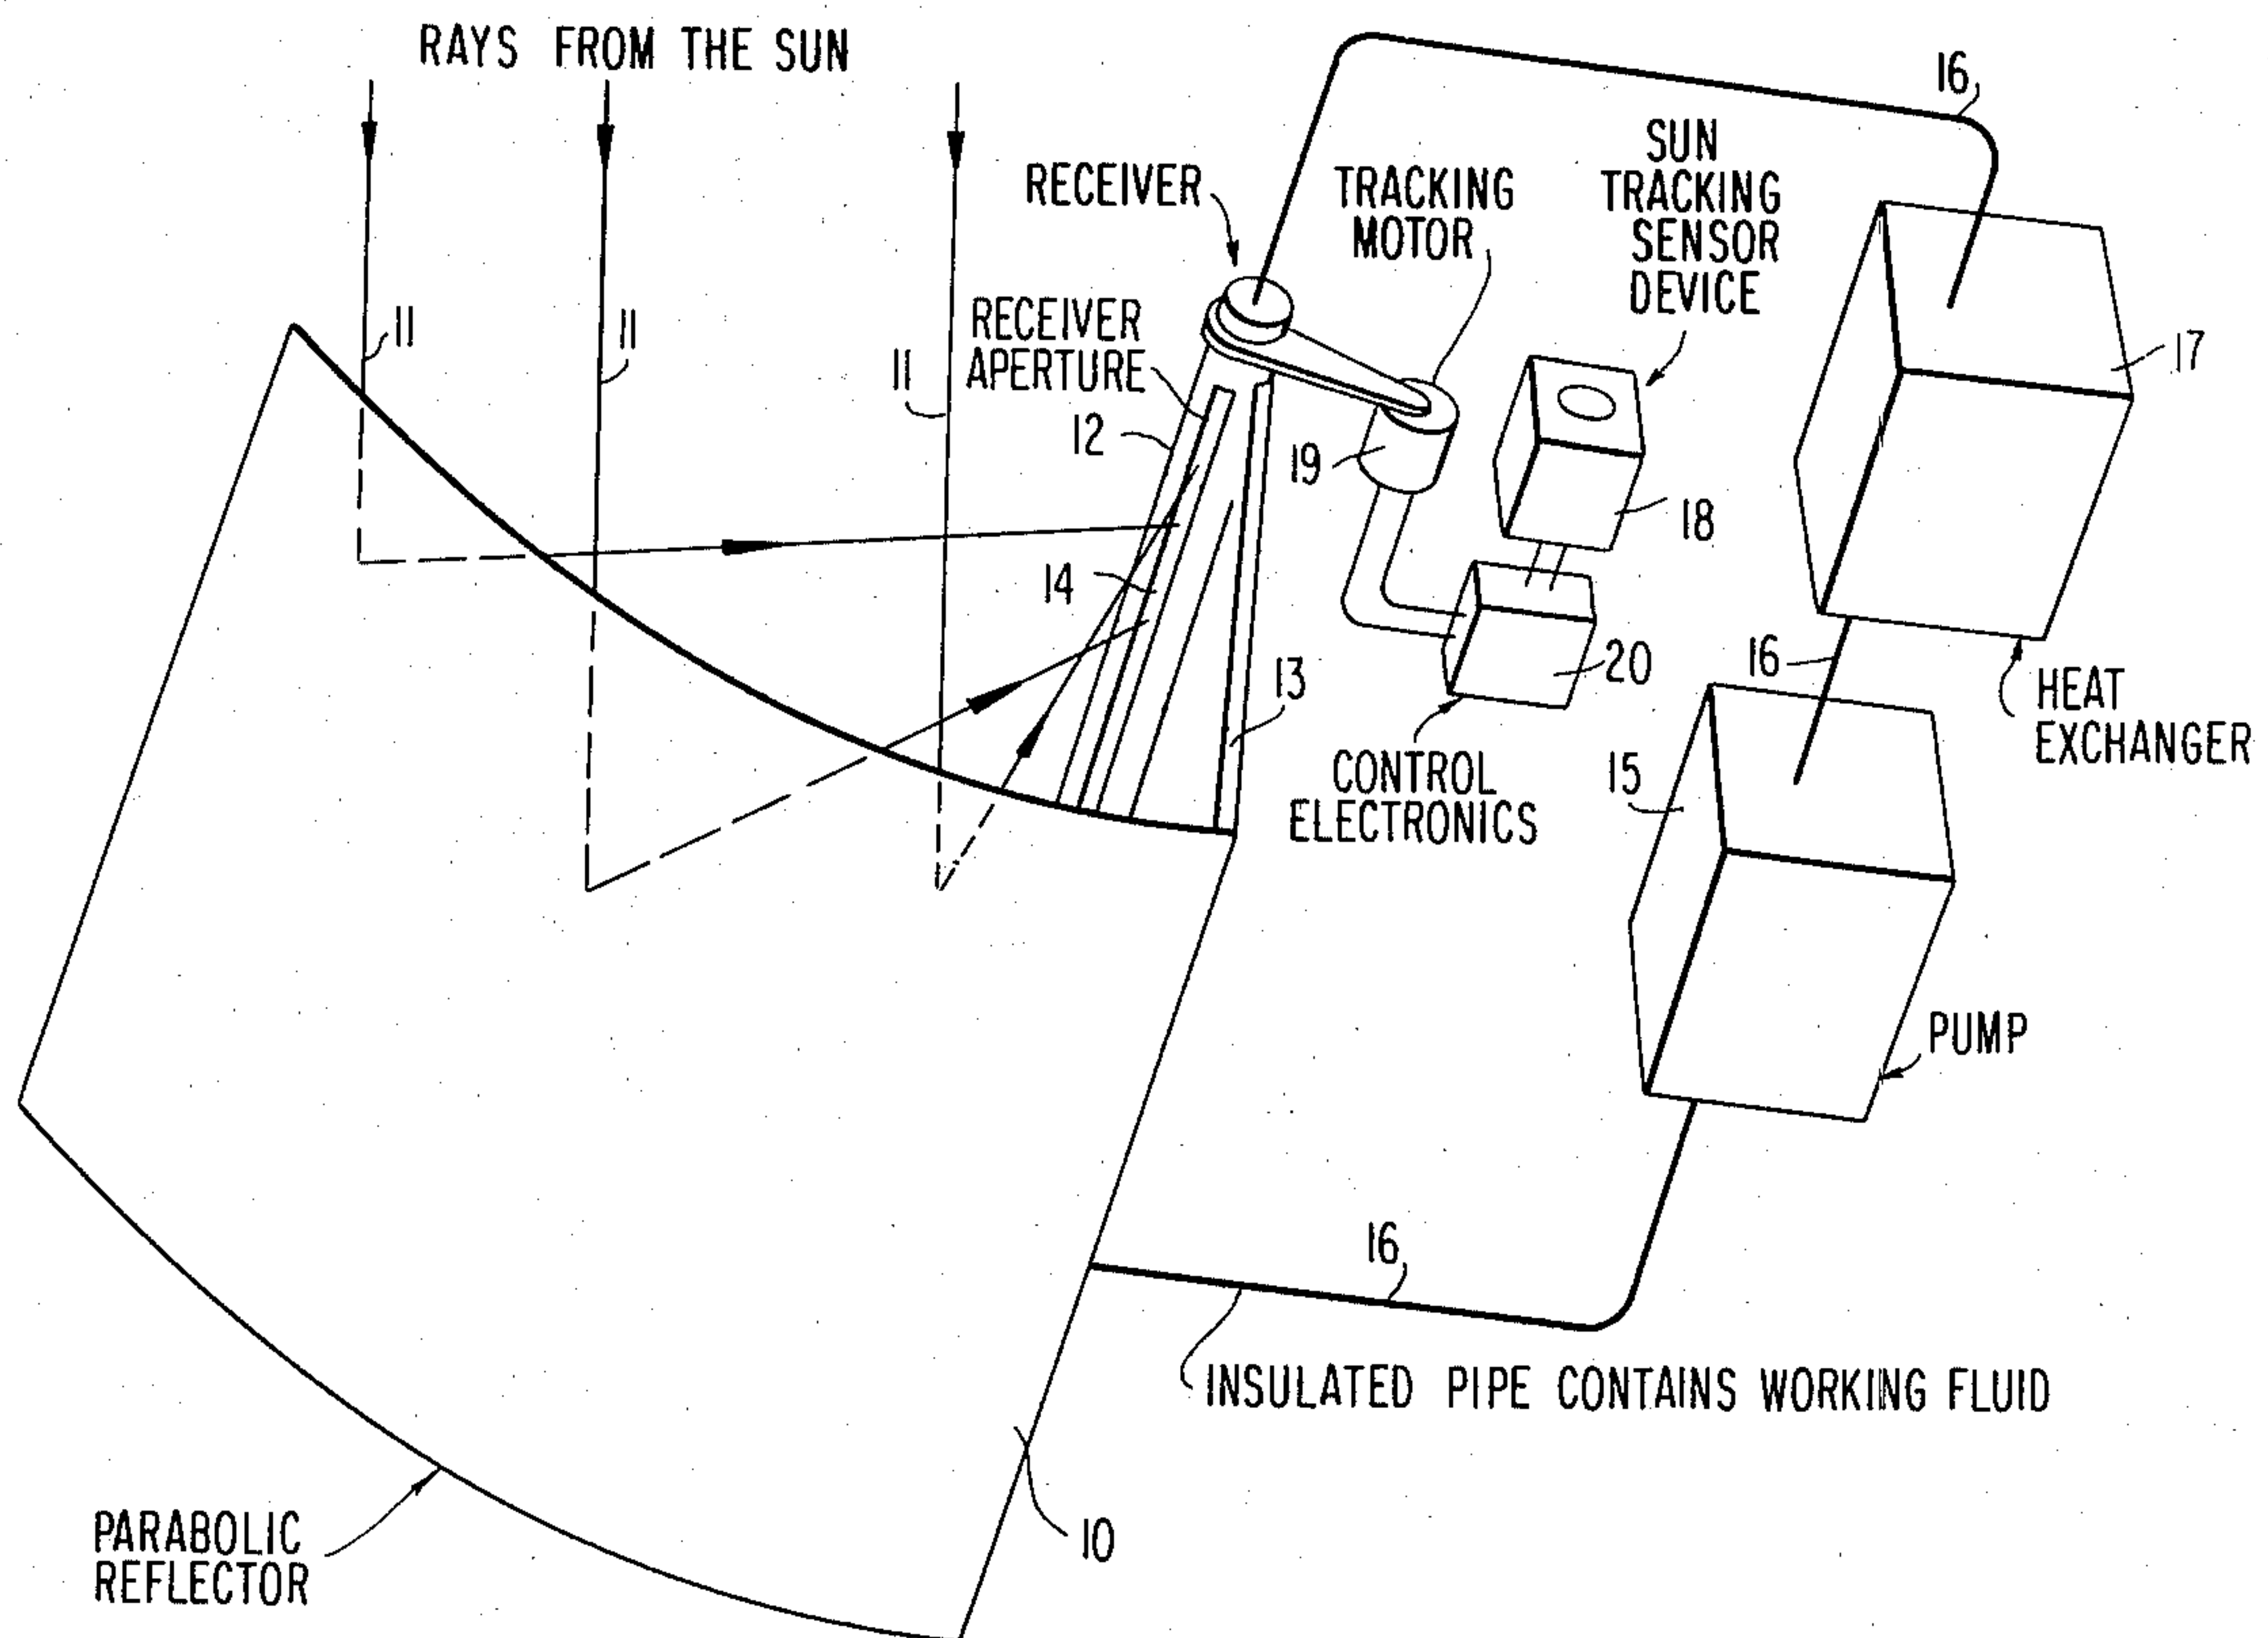 RAYS FROM THE SUN
16
SUN
TRACKING
SENSOR
DEVICE
RECEIVER
TRACKING
MOTOR
11
11
11
RECEIVER
APERTURE
12
17
19
18
14
20
16
13
HEAT
EXCHANGER
CONTROL
ELECTRONICS
15
PUMP
16
INSULATED PIPE CONTAINS WORKING FLUID
PARABOLIC
REFLECTOR
10